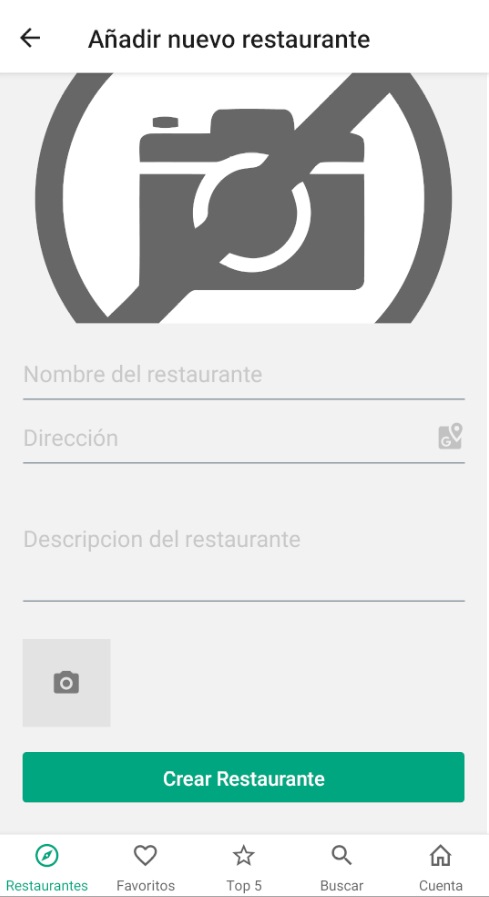 Añadir nuevo restaurante
Nombre del restaurante
Dirección
G
Descripcion del restaurante
Crear Restaurante
Restaurantes
Favoritos
Top 5
Buscar
Cuenta